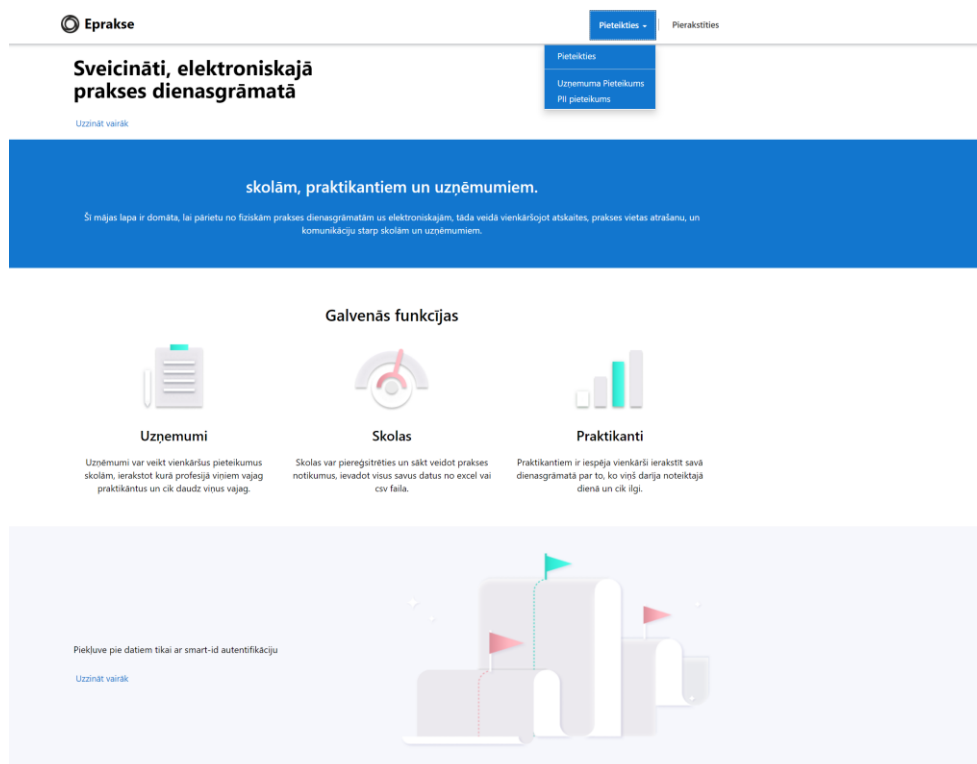 Eprakse
Pieteikties
Pierakstīties
Pieteikties
Uzņemuma Pieteikums
PII pieteikums
Sveicināti, elektroniskajā
prakses dienasgrāmatā
Uzzināt vairāk
skolām, praktikantiem un uzņēmumiem.
Šī mājas lapa ir domāta, lai pārietu no fiziskām prakses dienasgrāmatām us elektroniskajām, tāda veidā vienkāršojot atskaites, prakses vietas atrašanu, un
komunikāciju starp skolām un uzņēmumiem.
Galvenās funkcijas
Uzņemumi
Uzņēmumi var veikt vienkāršus pieteikumus
skolām, ierakstot kurā profesijā viņiem vajag
praktikántus un cik daudz viņus vajag.
Skolas
Skolas var piereģsitrēties un sākt veidot prakses
notikumus, ievadot visus savus datus no excel vai
csv faila.
Praktikanti
Praktikantiem ir iespēja vienkārši ierakstīt savā
dienasgrāmatā par to, ko viņš darīja noteiktajā
dienā un cik ilgi.
Piekļuve pie datiem tikai ar smart-id autentifikāciju
Uzzināt vairāk